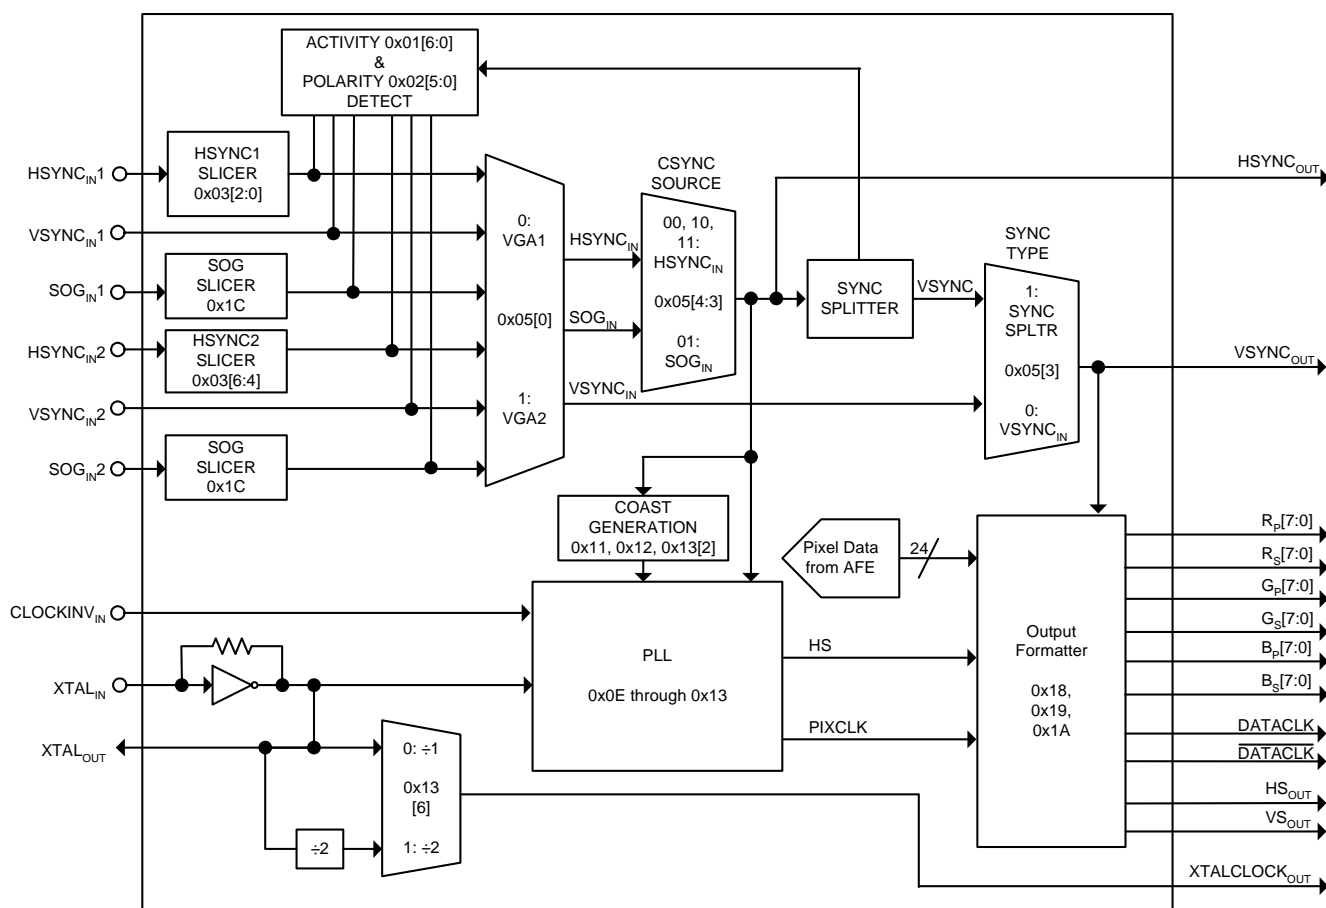 ACTIVITY 0x01[6:0]
&
POLARITY 0x02[5:0]
DETECT
HSYNC_IN1
HSYNC1
SLICER
0x03[2:0]
VSYNC_IN1
SOG_IN1
SOG
SLICER
0x1C
HSYNC_IN2
HSYNC2
SLICER
0x03[6:4]
VSYNC_IN2
SOG_IN2
SOG
SLICER
0x1C
0:
VGA1
0x05[0]
1:
VGA2
HSYNC_IN
SOG_IN
VSYNC_IN
CSYNC
SOURCE
00, 10,
11:
HSYNC_IN
0x05[4:3]
01:
SOG_IN
SYNC
SPLITTER
VSYNC
SYNC
TYPE
1:
SYNC
SPLTR
0x05[3]
0:
VSYNC_IN
HSYNC_OUT
VSYNC_OUT
COAST
GENERATION
0x11, 0x12, 0x13[2]
Pixel Data
from AFE
24
CLOCKINV_IN
XTAL_IN
XTAL_OUT
PLL
0x0E through 0x13
HS
PIXCLK
0: ÷1
0x13
[6]
1: ÷2
÷2
Output
Formatter
0x18,
0x19,
0x1A
R_P[7:0]
R_S[7:0]
G_P[7:0]
G_S[7:0]
B_P[7:0]
B_S[7:0]
DATACLK
DATACLK
HS_OUT
VS_OUT
XTALCLOCK_OUT